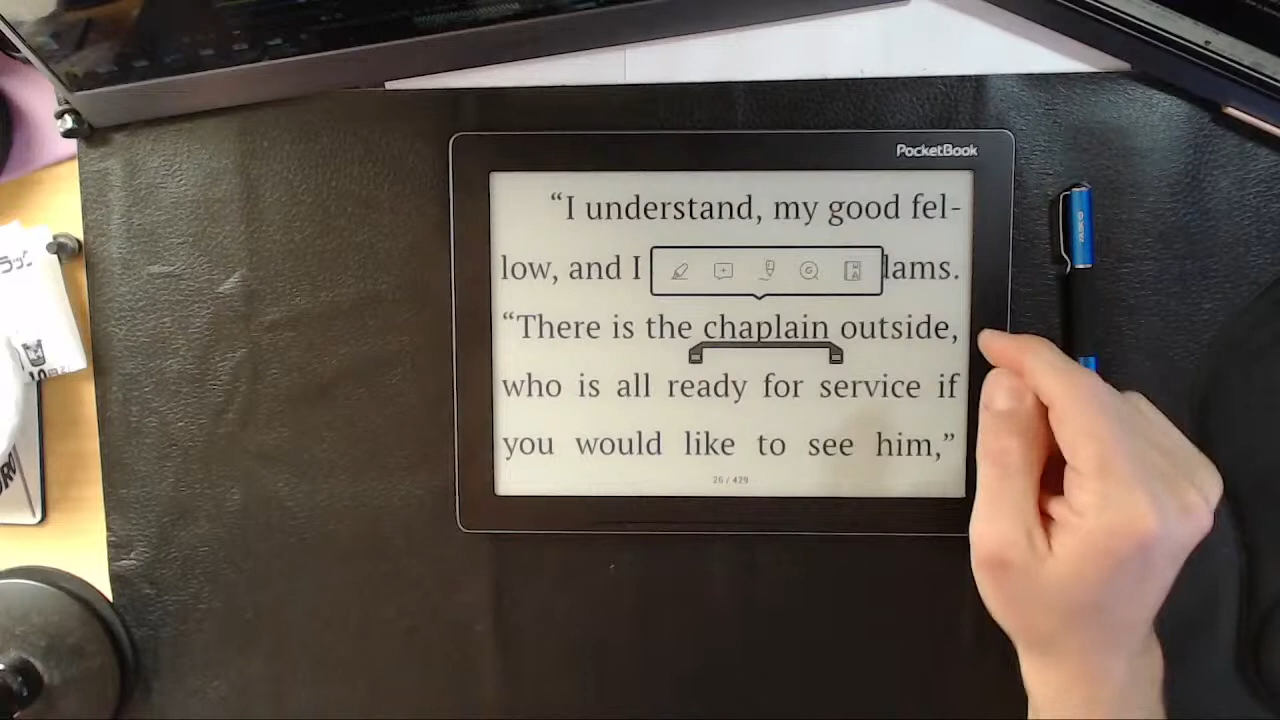 PocketBook
“I understand, my good fel-
low, and I lams.
“There is the chaplain outside,
who is all ready for service if
you would like to see him,”
26 / 429